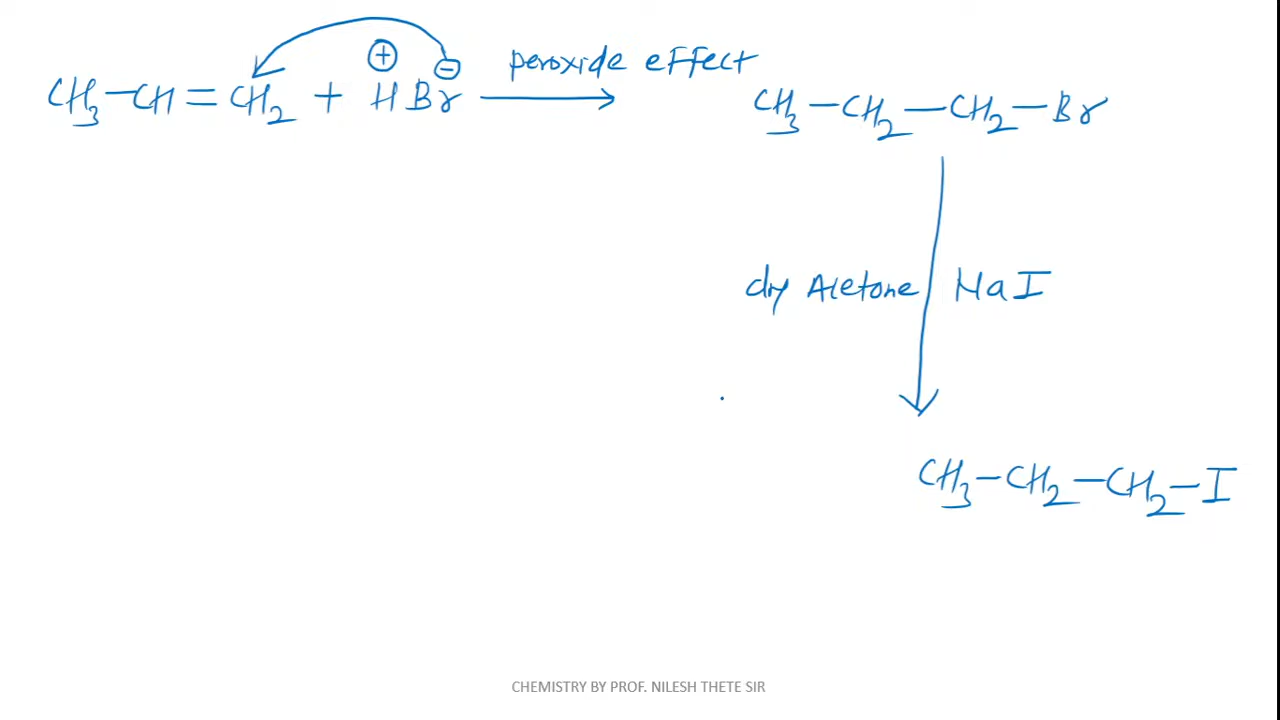 CH3-CH=CH2 + H⊕ Br⊖ → peroxide effect
CH3-CH2-CH2-Br
dry Acetone NaI
CH3-CH2-CH2-I
CHEMISTRY BY PROF. NILESH THETE SIR